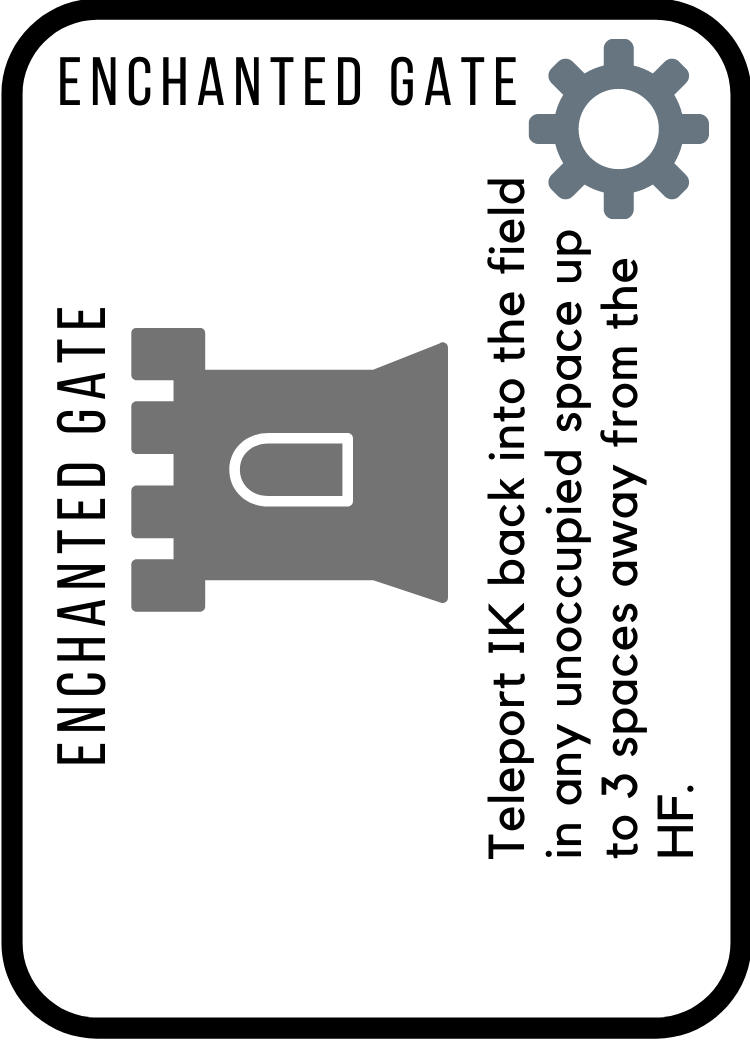 ENCHANTED GATE
ENCHANTED GATE
Teleport IK back into the field
in any unoccupied space up
to 3 spaces away from the
HF.